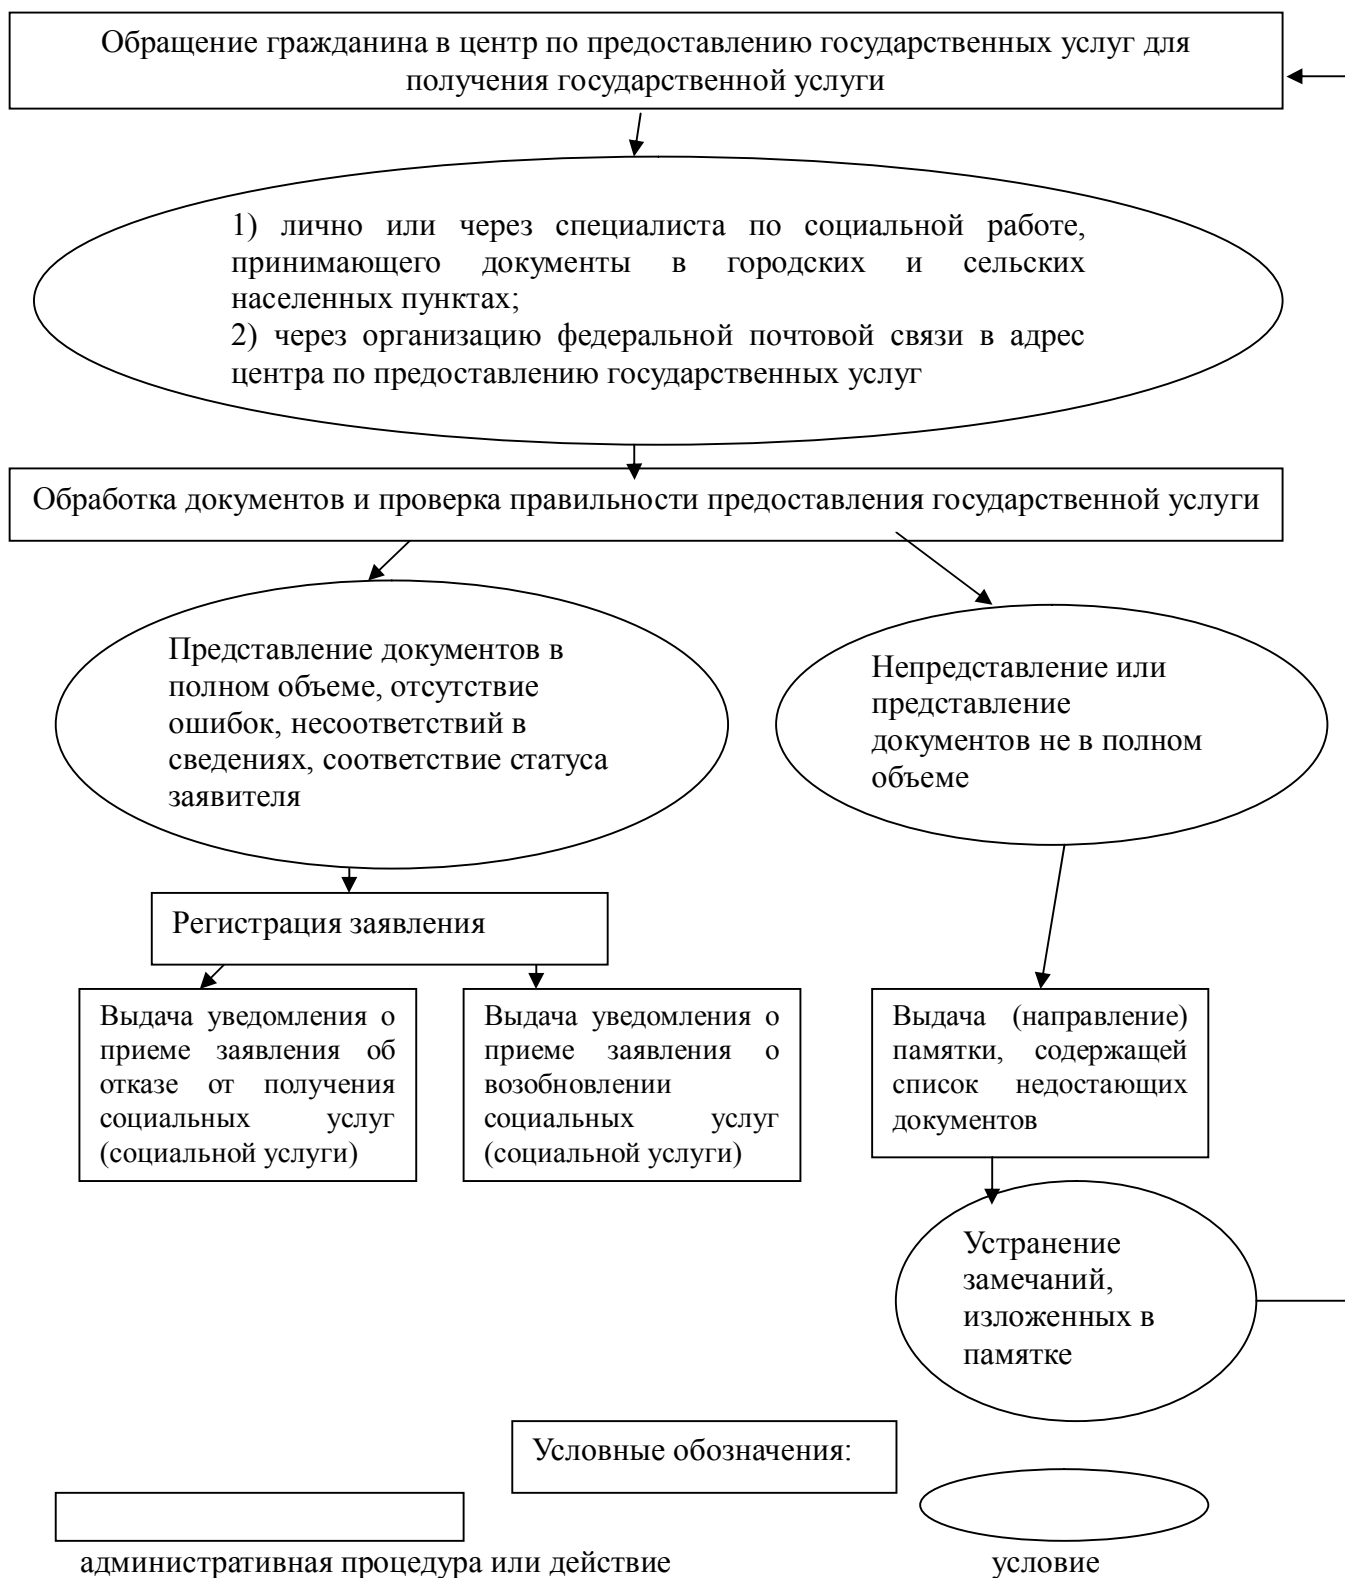 Обращение гражданина в центр по предоставлению государственных услуг для
получения государственной услуги
1) лично или через специалиста по социальной работе,
принимающего документы в городских и сельских
населенных пунктах;
2) через организацию федеральной почтовой связи в адрес
центра по предоставлению государственных услуг
Обработка документов и проверка правильности предоставления государственной услуги
Представление документов в
полном объеме, отсутствие
ошибок, несоответствий в
сведениях, соответствие статуса
заявителя
Непредставление или
представление
документов не в полном
объеме
Регистрация заявления
Выдача уведомления о
приеме заявления об
отказе от получения
социальных услуг
(социальной услуги)
Выдача уведомления о
приеме заявления о
возобновлении
социальных услуг
(социальной услуги)
Выдача (направление)
памятки, содержащей
список недостающих
документов
Устранение
замечаний,
изложенных в
памятке
Условные обозначения:
административная процедура или действие
условие